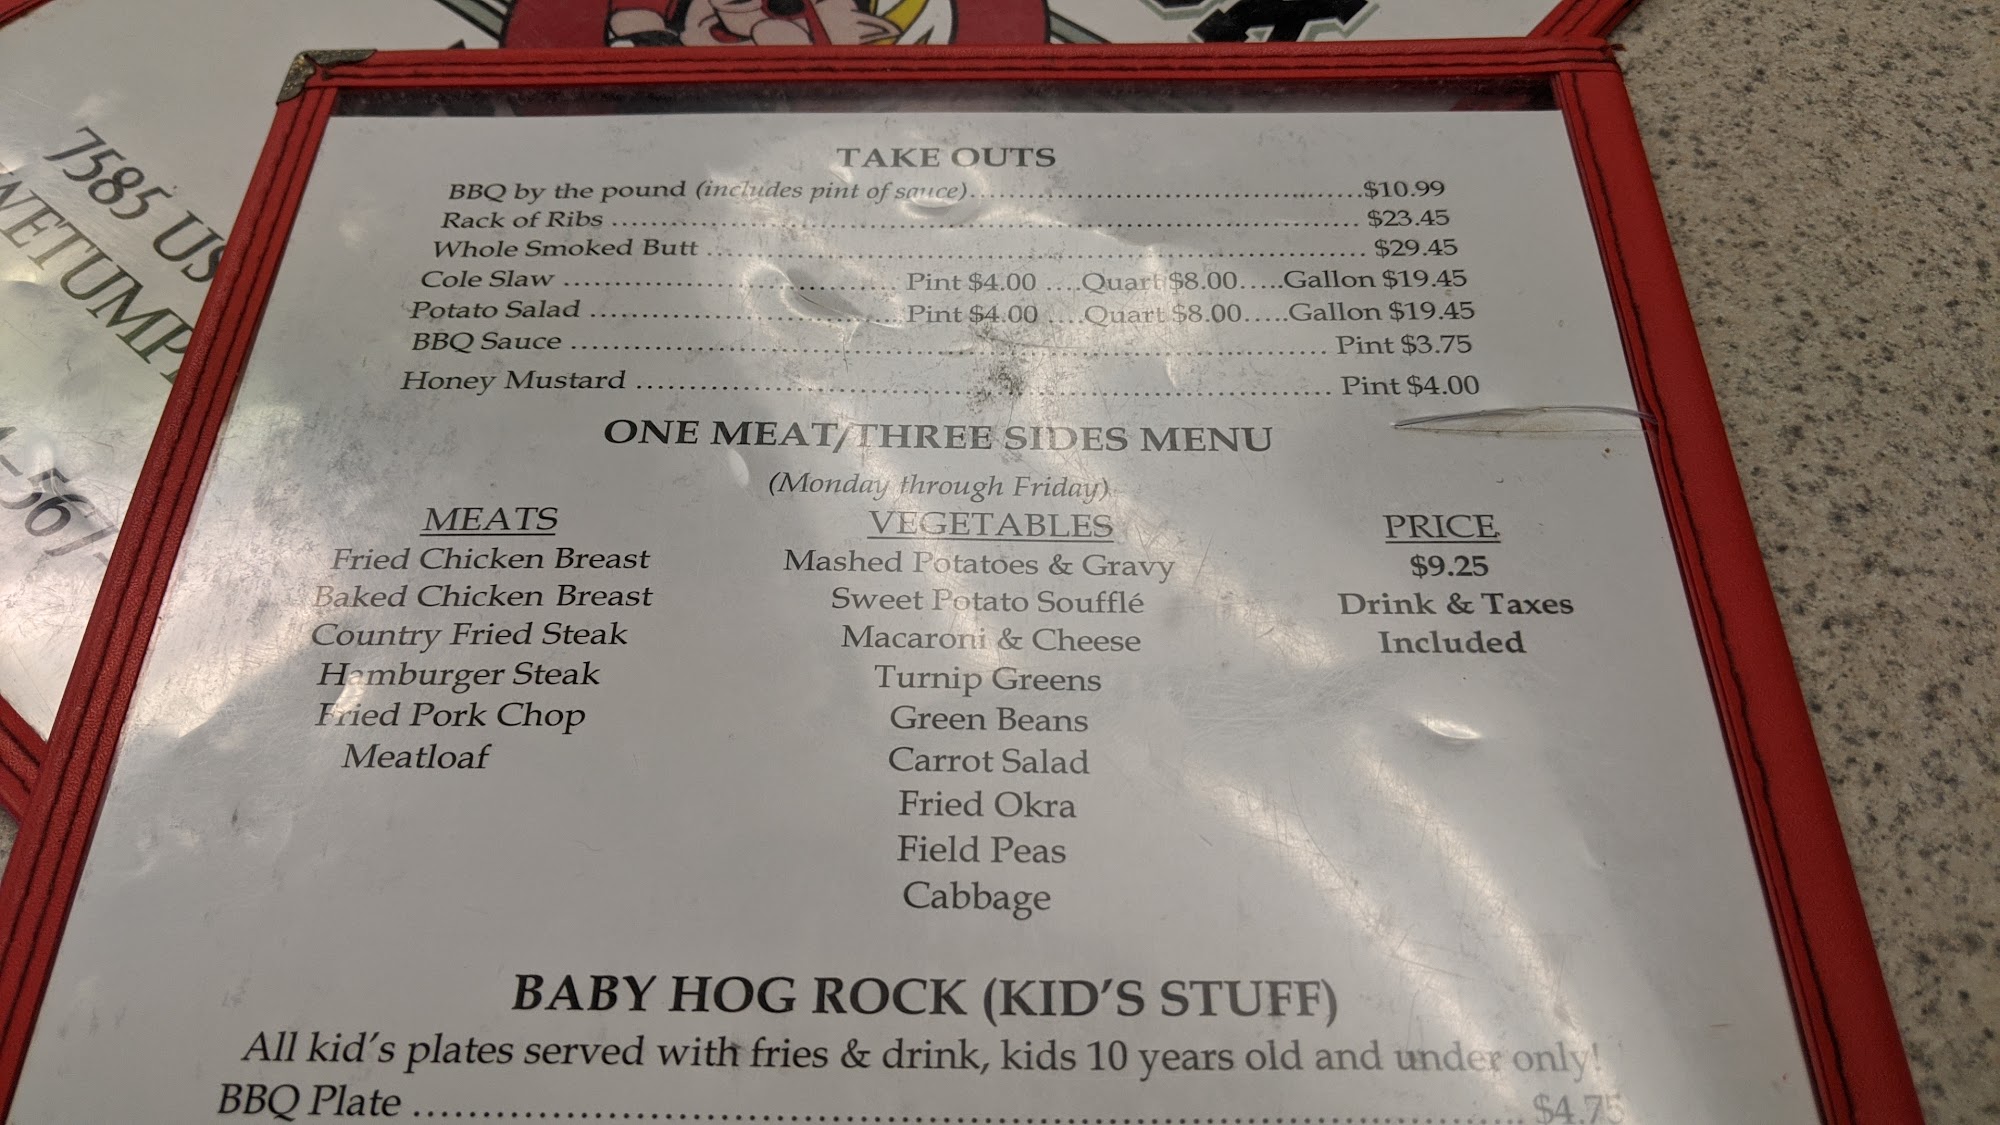 7585 US
WETUMP
-567-
TAKE OUTS
BBQ by the pound (includes pint of sauce)........................................$10.99
Rack of Ribs ........................................................................ $23.45
Whole Smoked Butt ................................................................ $29.45
Cole Slaw ................................ Pint $4.00 ....Quart $8.00.....Gallon $19.45
Potato Salad ..............................Pint $4.00 ....Quart $8.00.....Gallon $19.45
BBQ Sauce ........................................................................ Pint $3.75
Honey Mustard .................................................................. Pint $4.00
ONE MEAT/THREE SIDES MENU
(Monday through Friday)
MEATS VEGETABLES PRICE
Fried Chicken Breast Mashed Potatoes & Gravy $9.25
Baked Chicken Breast Sweet Potato Soufflé Drink & Taxes
Country Fried Steak Macaroni & Cheese Included
Hamburger Steak Turnip Greens
Fried Pork Chop Green Beans
Meatloaf Carrot Salad
Fried Okra
Field Peas
Cabbage
BABY HOG ROCK (KID'S STUFF)
All kid's plates served with fries & drink, kids 10 years old and under only!
BBQ Plate ........................................................................ $4.75